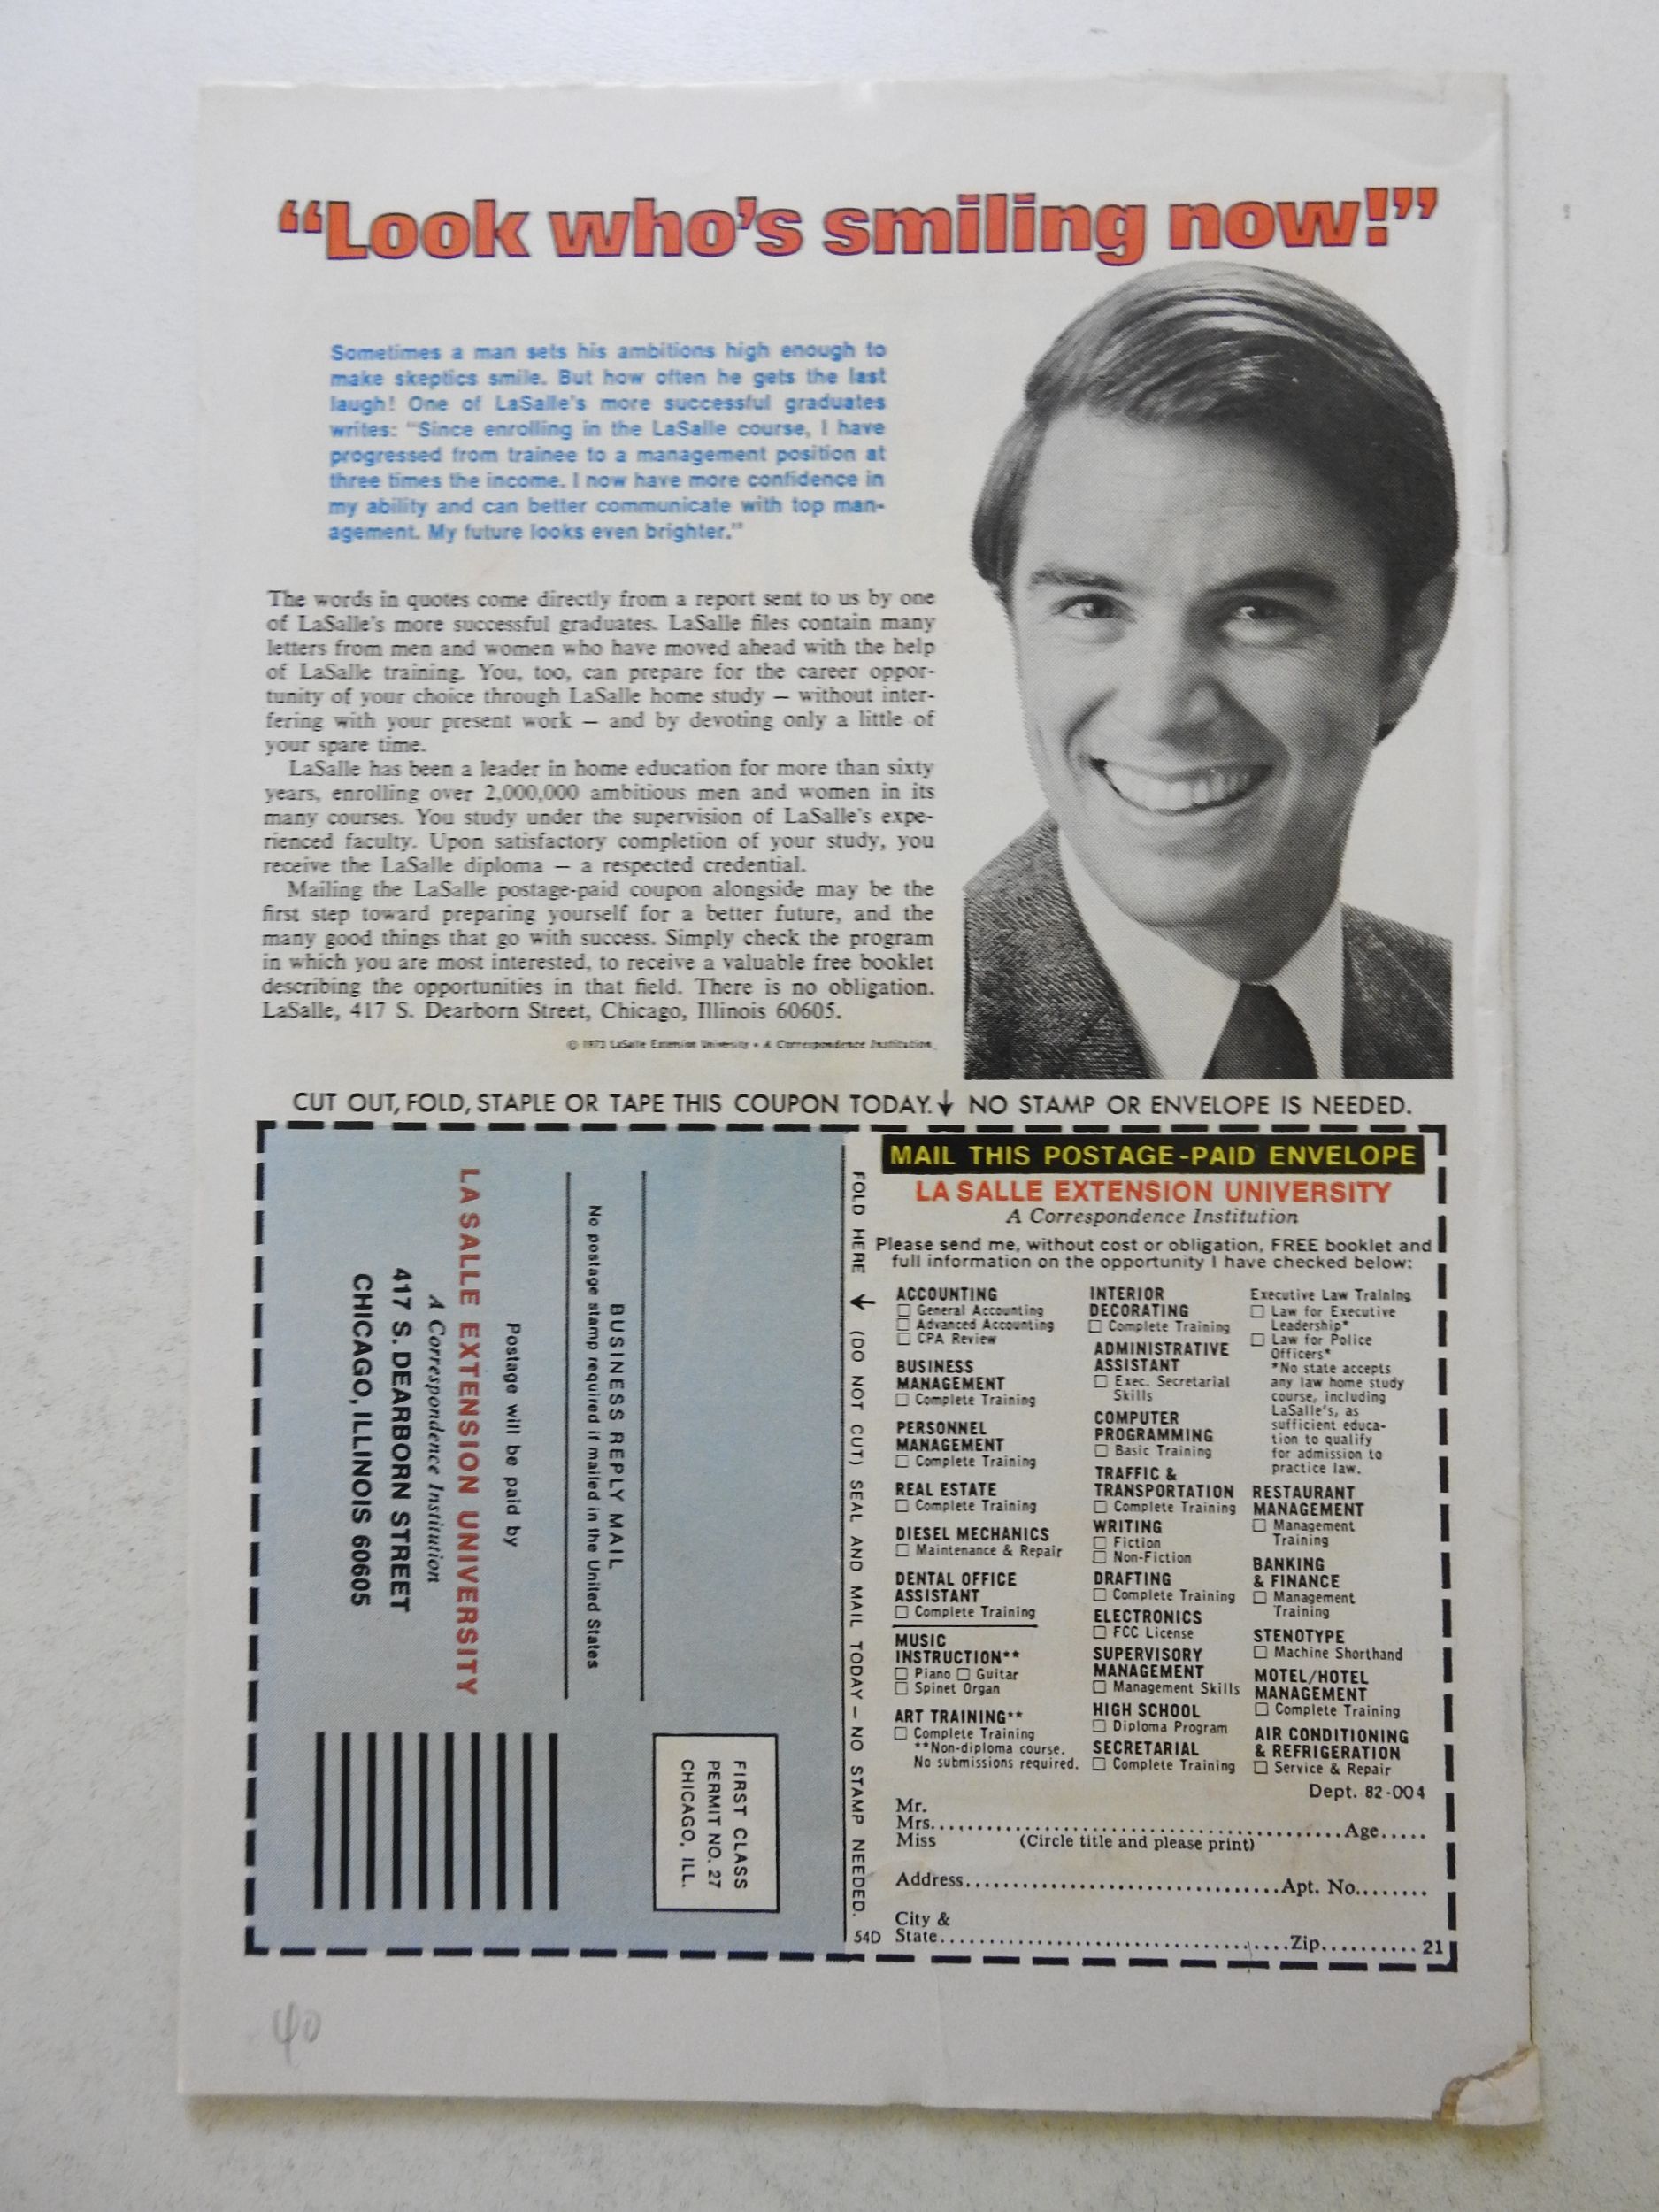 “Look who’s smiling now!”
Sometimes a man sets his ambitions high enough to
make skeptics smile. But how often he gets the last
laugh! One of LaSalle's more successful graduates
writes: "Since enrolling in the LaSalle course, I have
progressed from trainee to a management position at
three times the income. I now have more confidence in
my ability and can better communicate with top man-
agement. My future looks even brighter."
The words in quotes come directly from a report sent to us by one
of LaSalle's more successful graduates. LaSalle files contain many
letters from men and women who have moved ahead with the help
of LaSalle training. You, too, can prepare for the career oppor-
tunity of your choice through LaSalle home study — without inter-
fering with your present work — and by devoting only a little of
your spare time.
LaSalle has been a leader in home education for more than sixty
years, enrolling over 2,000,000 ambitious men and women in its
many courses. You study under the supervision of LaSalle's expe-
rienced faculty. Upon satisfactory completion of your study, you
receive the LaSalle diploma — a respected credential.
Mailing the LaSalle postage-paid coupon alongside may be the
first step toward preparing yourself for a better future, and the
many good things that go with success. Simply check the program
in which you are most interested, to receive a valuable free booklet
describing the opportunities in that field. There is no obligation.
LaSalle, 417 S. Dearborn Street, Chicago, Illinois 60605.
© LaSalle Extension University • A Correspondence Institution.
CUT OUT, FOLD, STAPLE OR TAPE THIS COUPON TODAY.↓ NO STAMP OR ENVELOPE IS NEEDED.
FIRST CLASS
PERMIT NO. 27
CHICAGO, ILL.
BUSINESS REPLY MAIL
No postage stamp required if mailed in the United States
Postage will be paid by
LA SALLE EXTENSION UNIVERSITY
A Correspondence Institution
417 S. DEARBORN STREET
CHICAGO, ILLINOIS 60605
FOLD HERE ↓ (DO NOT CUT) SEAL AND MAIL TODAY — NO STAMP NEEDED.
54D
MAIL THIS POSTAGE-PAID ENVELOPE
LA SALLE EXTENSION UNIVERSITY
A Correspondence Institution
Please send me, without cost or obligation, FREE booklet and
full information on the opportunity I have checked below:
ACCOUNTING
☐ General Accounting
☐ Advanced Accounting
☐ CPA Review
BUSINESS
MANAGEMENT
☐ Complete Training
PERSONNEL
MANAGEMENT
☐ Complete Training
REAL ESTATE
☐ Complete Training
DIESEL MECHANICS
☐ Maintenance & Repair
DENTAL OFFICE
ASSISTANT
☐ Complete Training
MUSIC
INSTRUCTION**
☐ Piano ☐ Guitar
☐ Spinet Organ
ART TRAINING**
☐ Complete Training
**Non-diploma course.
No submissions required.
INTERIOR
DECORATING
☐ Complete Training
ADMINISTRATIVE
ASSISTANT
☐ Exec. Secretarial
Skills
COMPUTER
PROGRAMMING
☐ Basic Training
TRAFFIC &
TRANSPORTATION
☐ Complete Training
WRITING
☐ Fiction
☐ Non-Fiction
DRAFTING
☐ Complete Training
ELECTRONICS
☐ FCC License
SUPERVISORY
MANAGEMENT
☐ Management Skills
HIGH SCHOOL
☐ Diploma Program
SECRETARIAL
☐ Complete Training
Executive Law Training
☐ Law for Executive
Leadership*
☐ Law for Police
Officers*
*No state accepts
any law home study
course, including
LaSalle's, as
sufficient educa-
tion to qualify
for admission to
practice law.
RESTAURANT
MANAGEMENT
☐ Management
Training
BANKING
& FINANCE
☐ Management
Training
STENOTYPE
☐ Machine Shorthand
MOTEL/HOTEL
MANAGEMENT
☐ Complete Training
AIR CONDITIONING
& REFRIGERATION
☐ Service & Repair
Dept. 82-004
Mr.
Mrs.........................................Age.....
Miss (Circle title and please print)
Address................................Apt. No........
City &
State...................................Zip.......... 21
40